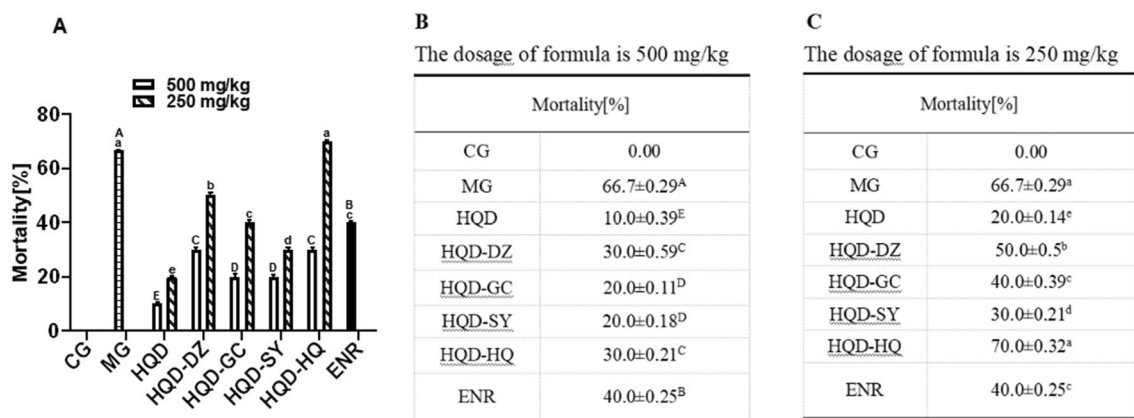 A
500 mg/kg
250 mg/kg
Mortality[%]
80
60
40
20
0
A
a
E
e
C
b
D
c
D
d
C
a
B
c
CG
MG
HQD
HQD-DZ
HQD-GC
HQD-SY
HQD-HQ
ENR
B
The dosage of formula is 500 mg/kg
Mortality[%]
CG 0.00
MG 66.7±0.29ᴬ
HQD 10.0±0.39ᴱ
HQD-DZ 30.0±0.59ꟲ
HQD-GC 20.0±0.11ᴰ
HQD-SY 20.0±0.18ᴰ
HQD-HQ 30.0±0.21ꟲ
ENR 40.0±0.25ᴮ
C
The dosage of formula is 250 mg/kg
Mortality[%]
CG 0.00
MG 66.7±0.29ᵃ
HQD 20.0±0.14ᵉ
HQD-DZ 50.0±0.5ᵇ
HQD-GC 40.0±0.39ᶜ
HQD-SY 30.0±0.21ᵈ
HQD-HQ 70.0±0.32ᵃ
ENR 40.0±0.25ᶜ